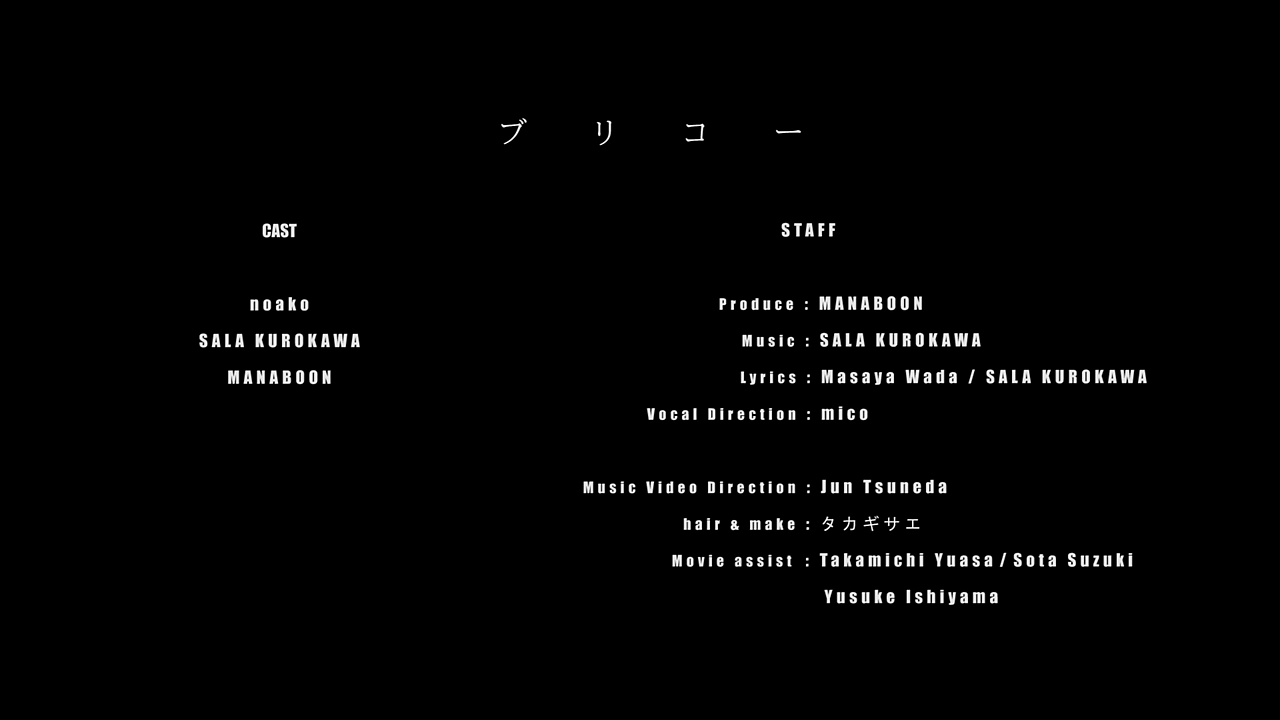 ブリコー
CAST
noako
SALA KUROKAWA
MANABOON
STAFF
Produce : MANABOON
Music : SALA KUROKAWA
Lyrics : Masaya Wada / SALA KUROKAWA
Vocal Direction : mico
Music Video Direction : Jun Tsuneda
hair & make : タカギサエ
Movie assist : Takamichi Yuasa / Sota Suzuki
Yusuke Ishiyama